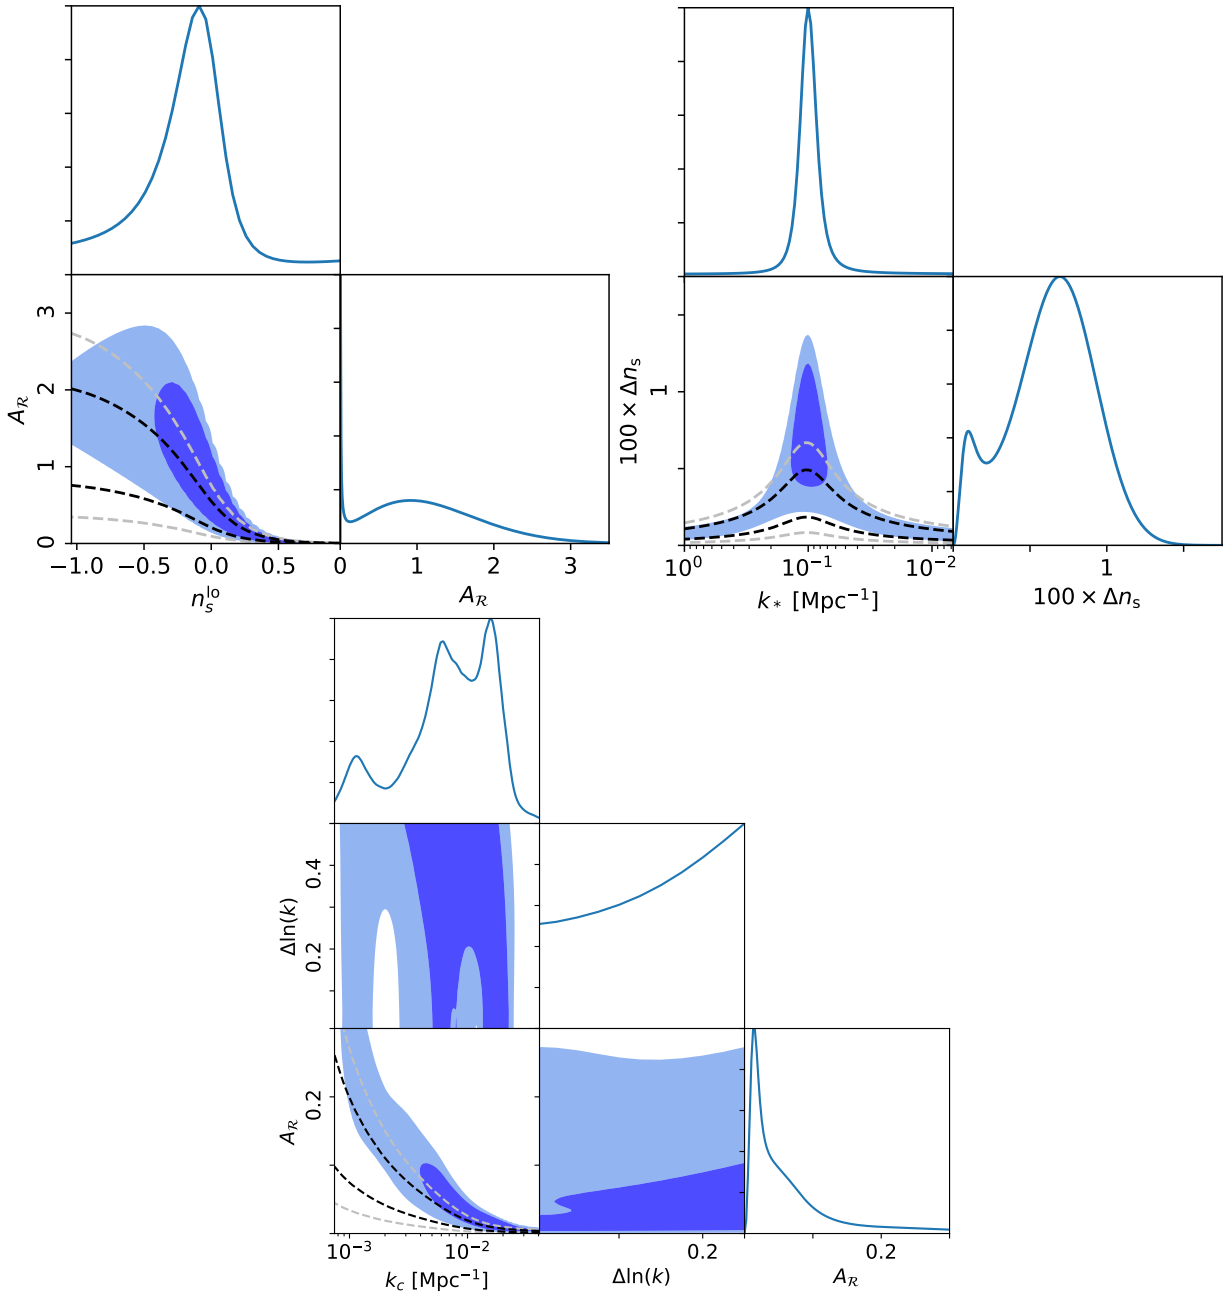 3
2
1
0
A_ℛ
−1.0 −0.5 0.0 0.5
n_s^lo
0 1 2 3
A_ℛ
1
100 × Δn_s
10^0 10^−1 10^−2
k_* [Mpc^−1]
1
100 × Δn_s
0.4
0.2
Δln(k)
0.2
A_ℛ
10^−3 10^−2
k_c [Mpc^−1]
0.2
Δln(k)
0.2
A_ℛ